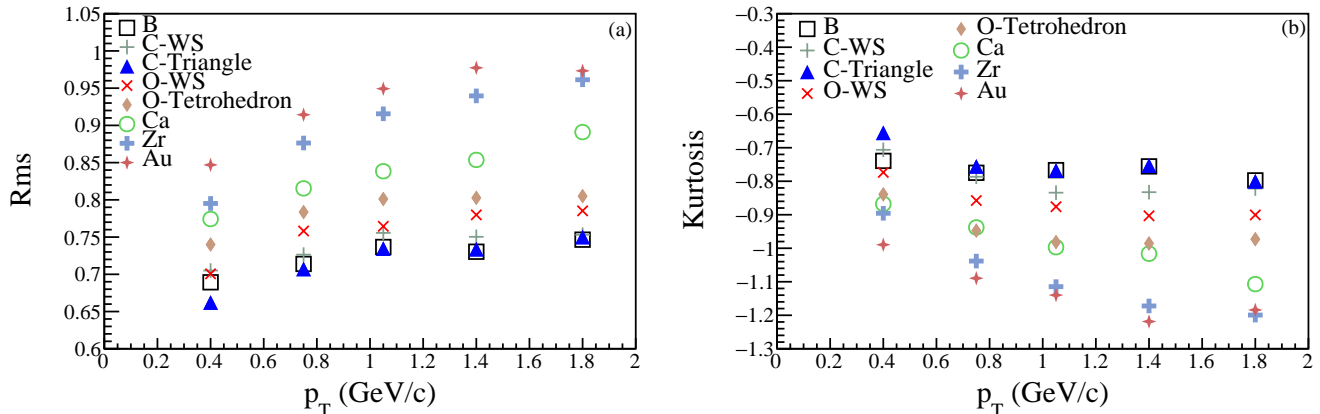 1.05
1
0.95
0.9
0.85
0.8
0.75
0.7
0.65
0.6
Rms
(a)
B
C-WS
C-Triangle
O-WS
O-Tetrohedron
Ca
Zr
Au
0 0.2 0.4 0.6 0.8 1 1.2 1.4 1.6 1.8 2
p_T (GeV/c)
−0.3
−0.4
−0.5
−0.6
−0.7
−0.8
−0.9
−1
−1.1
−1.2
−1.3
Kurtosis
(b)
B
C-WS
C-Triangle
O-WS
O-Tetrohedron
Ca
Zr
Au
0 0.2 0.4 0.6 0.8 1 1.2 1.4 1.6 1.8 2
p_T (GeV/c)